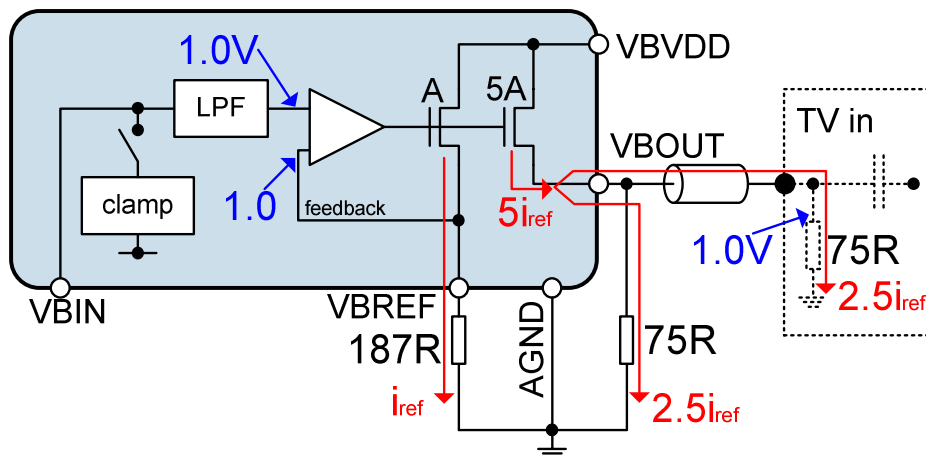 1.0V
VBVDD
A
5A
LPF
TV in
VBOUT
1.0
clamp
feedback
5iref
1.0V
75R
2.5iref
VBIN
VBREF
AGND
187R
75R
iref
2.5iref